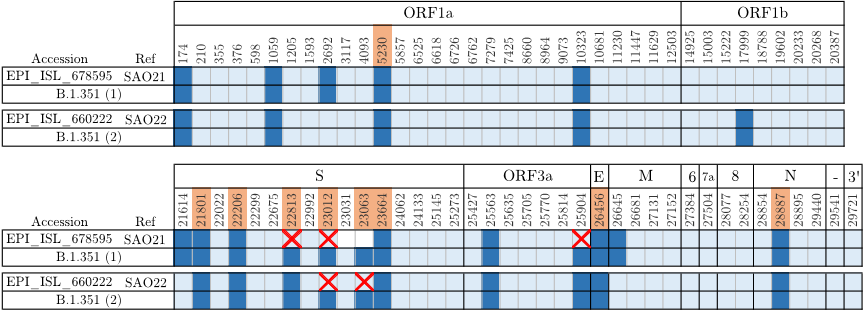 ORF1a ORF1b
Accession Ref 174 210 355 376 598 1059 1205 1593 2692 3117 4093 5230 5857 6525 6618 6726 6762 7279 7425 8660 8964 9073 10323 10681 11230 11447 11629 12503 14925 15003 15222 17999 18788 19602 20233 20268 20387
EPI_ISL_678595 SAO21
B.1.351 (1)
EPI_ISL_660222 SAO22
B.1.351 (2)
S ORF3a E M 6 7a 8 N - 3'
Accession Ref 21614 21801 22022 22206 22299 22675 22813 22992 23012 23031 23063 23664 24062 24133 25145 25273 25427 25563 25635 25705 25770 25814 25904 26456 26645 26681 27131 27152 27384 27504 28077 28254 28854 28887 28895 29440 29541 29721
EPI_ISL_678595 SAO21
B.1.351 (1)
EPI_ISL_660222 SAO22
B.1.351 (2)